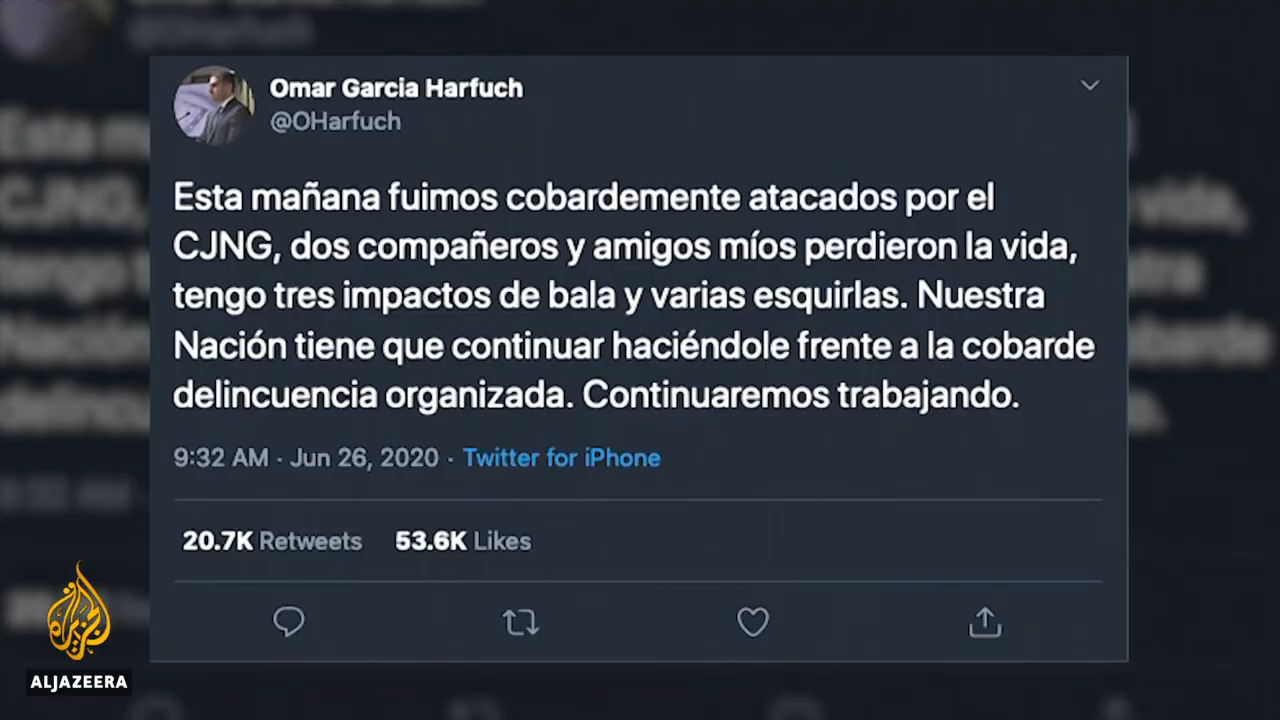 Omar Garcia Harfuch
@OHarfuch
Esta mañana fuimos cobardemente atacados por el
CJNG, dos compañeros y amigos míos perdieron la vida,
tengo tres impactos de bala y varias esquirlas. Nuestra
Nación tiene que continuar haciéndole frente a la cobarde
delincuencia organizada. Continuaremos trabajando.
9:32 AM · Jun 26, 2020 · Twitter for iPhone
20.7K Retweets 53.6K Likes
ALJAZEERA